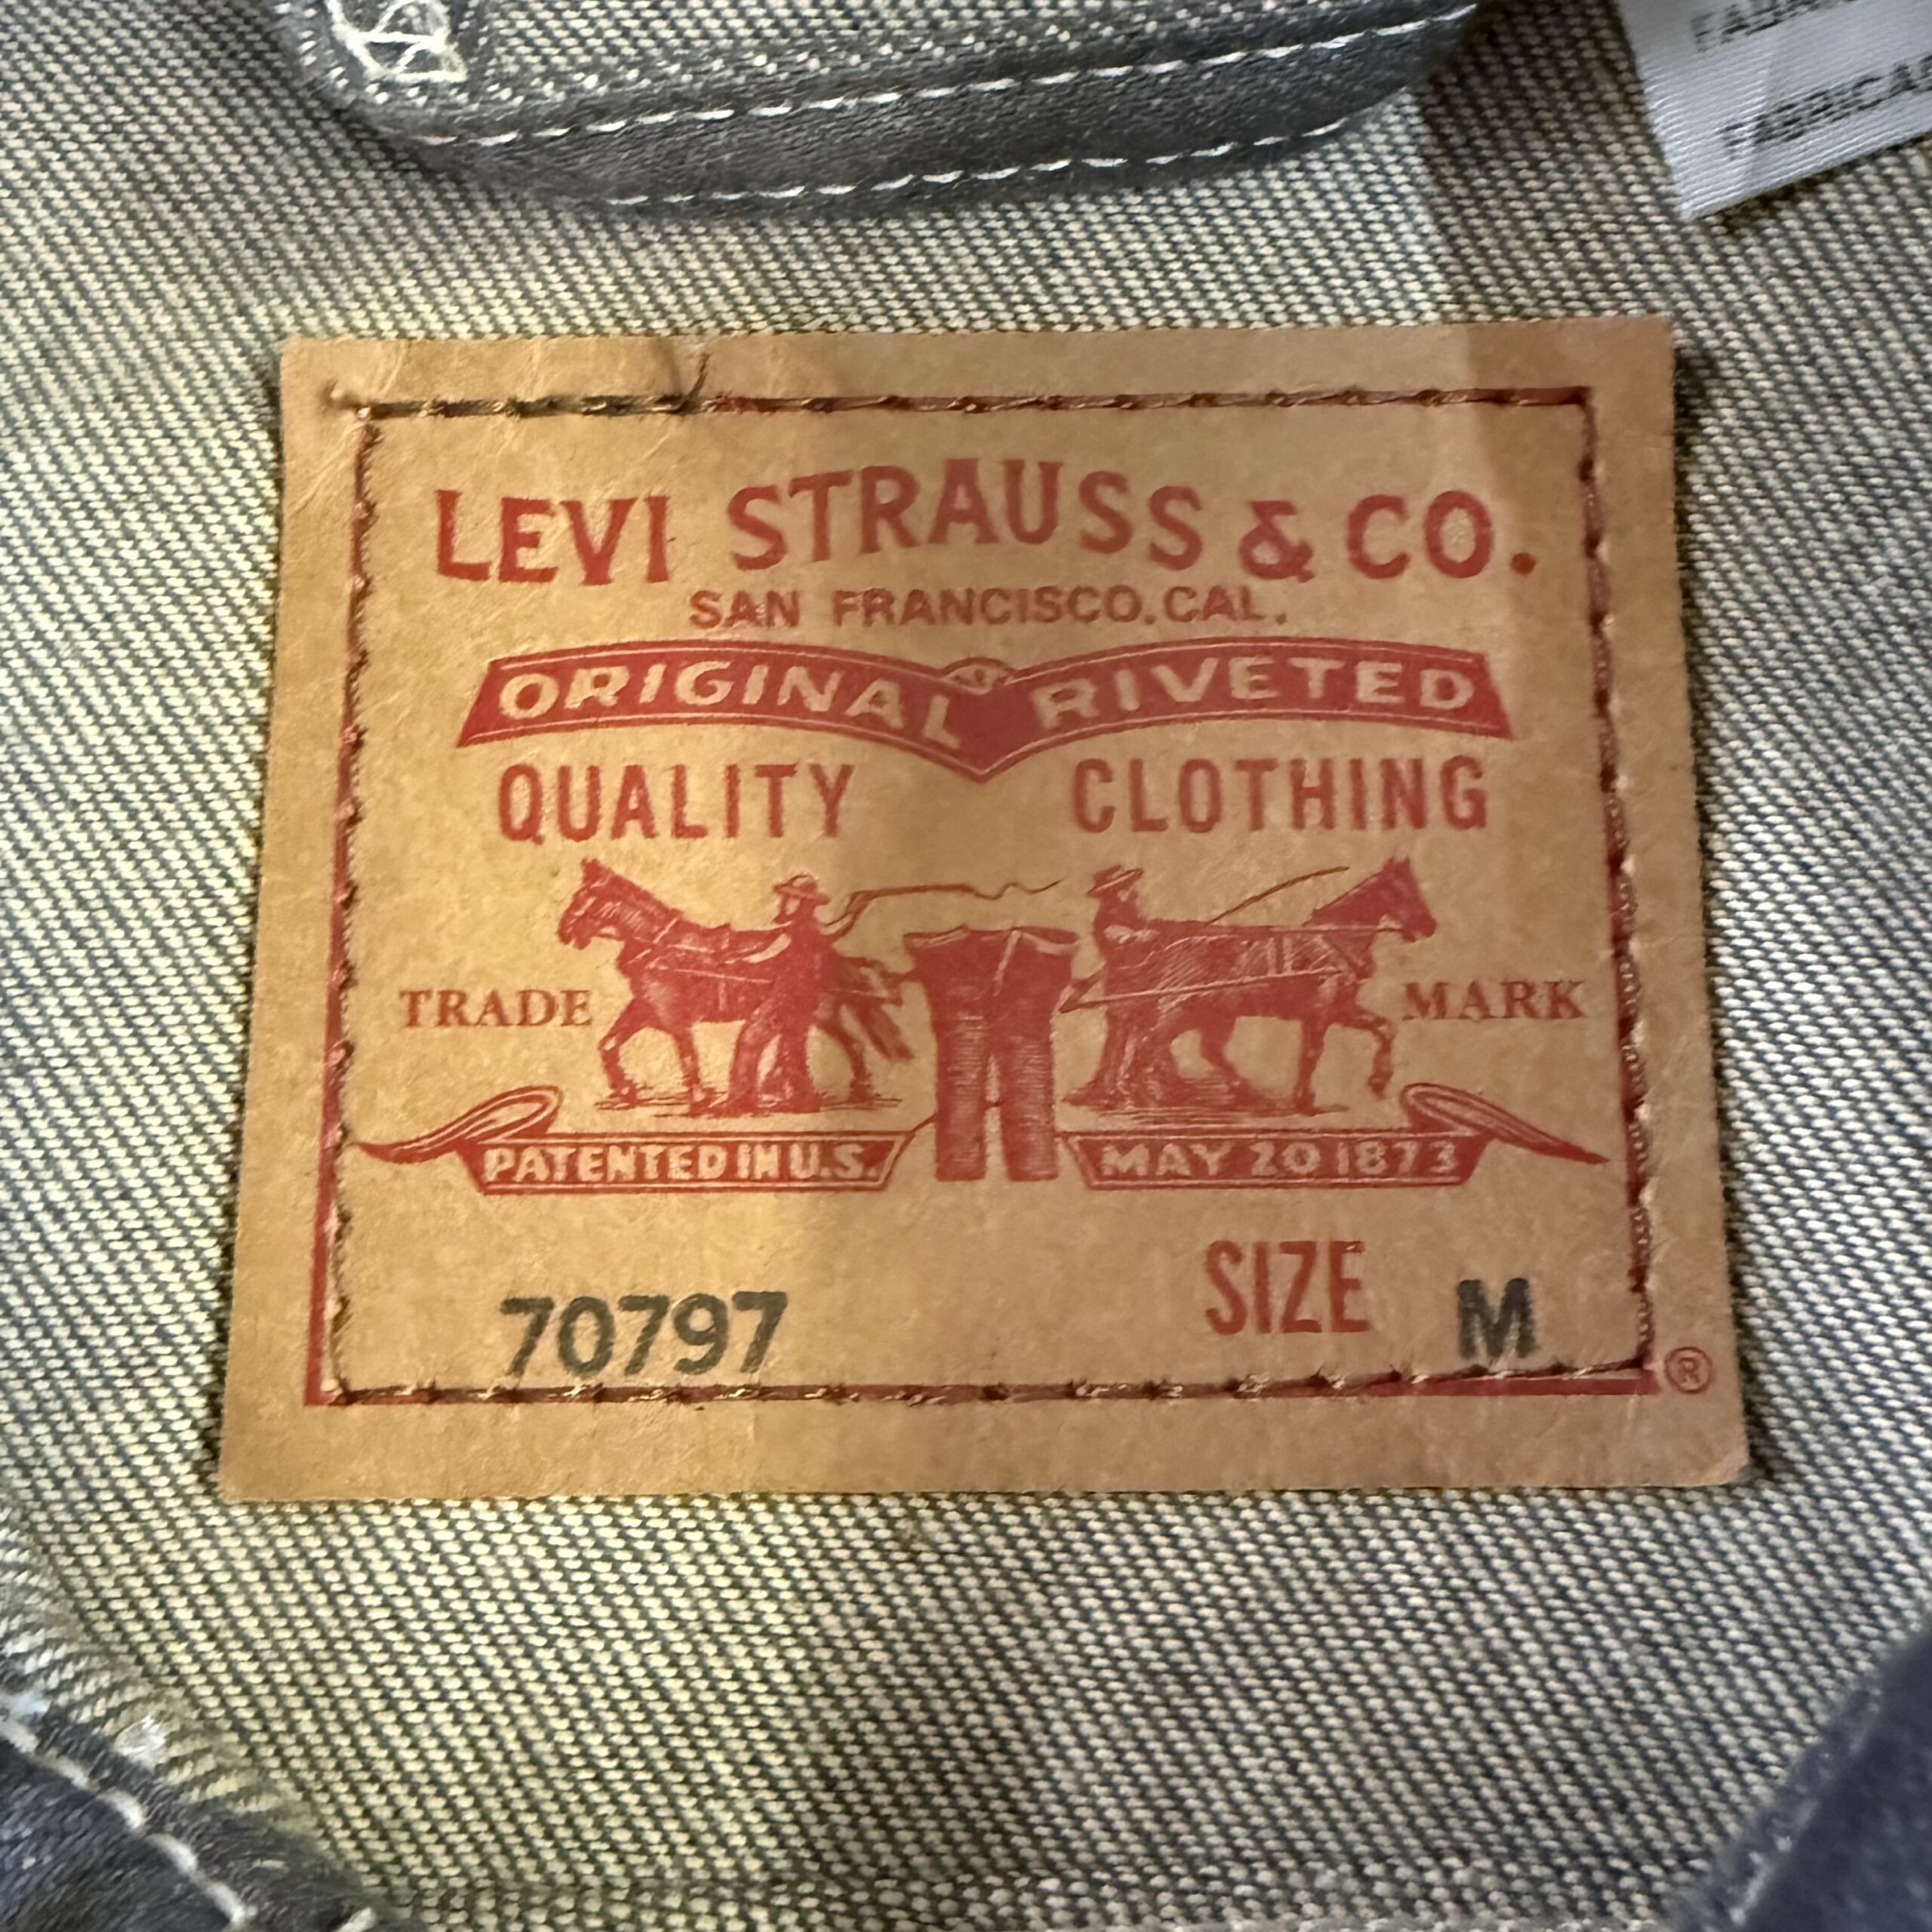 FABRICA
LEVI STRAUSS & CO.
SAN FRANCISCO, CAL.
ORIGINAL RIVETED
QUALITY CLOTHING
TRADE MARK
PATENTED IN U.S. MAY 20 1873
70797 SIZE M
®